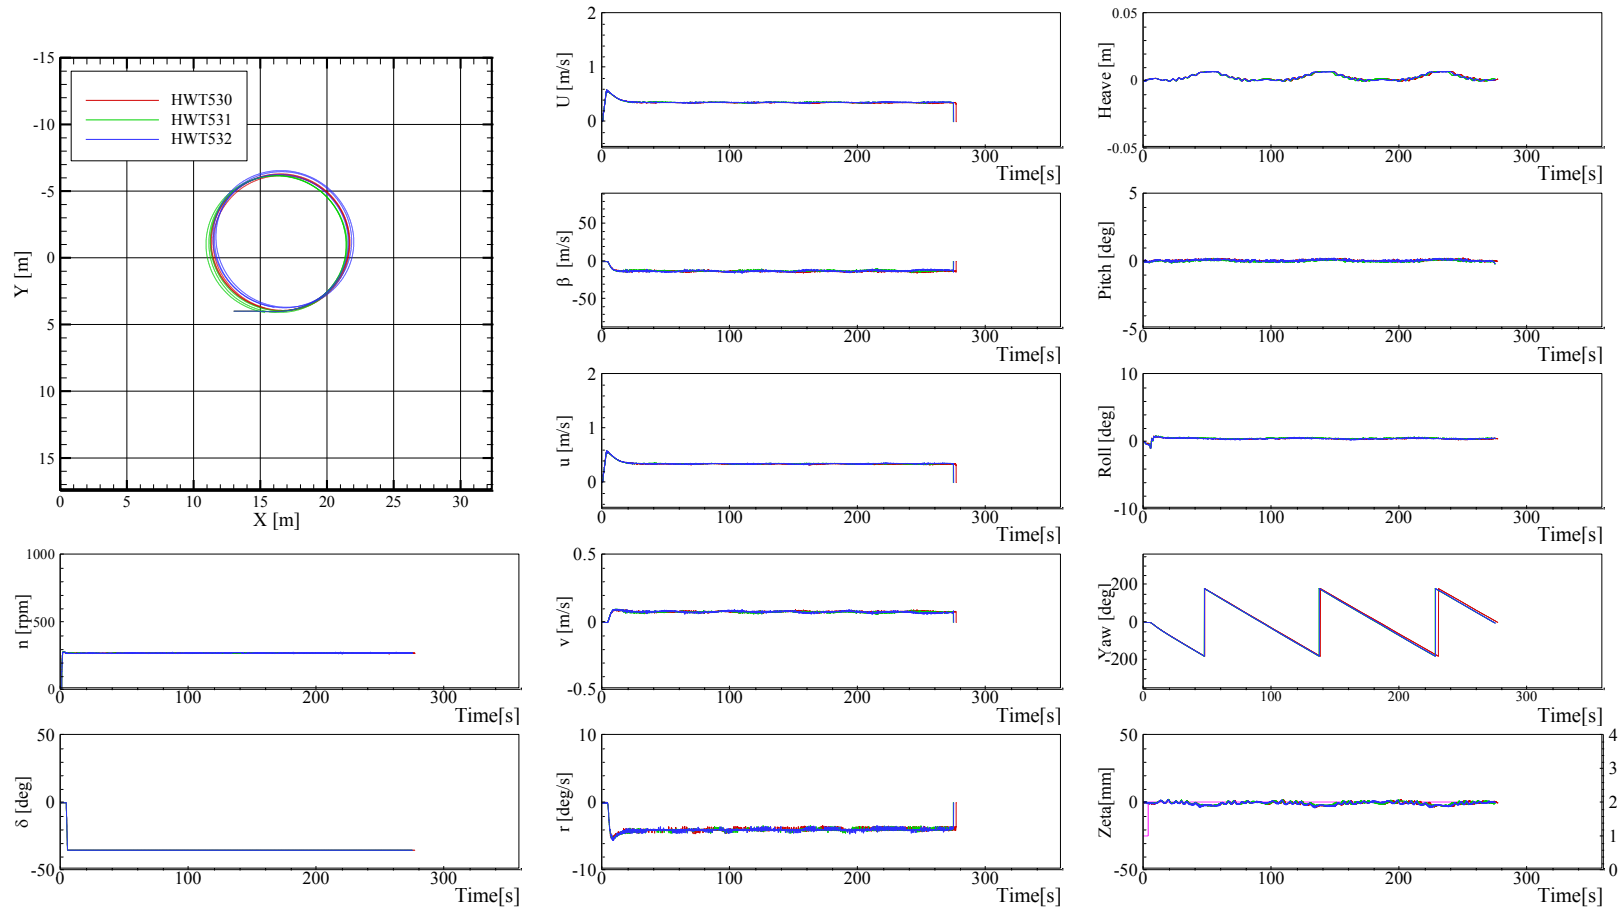 -15
-10
-5
0
5
10
15
Y [m]
HWT530
HWT531
HWT532
0 5 10 15 20 25 30
X [m]
2
1
0
U [m/s]
0 100 200 300
Time[s]
0.05
0
-0.05
Heave [m]
0 100 200 300
Time[s]
50
0
-50
β [m/s]
0 100 200 300
Time[s]
5
0
-5
Pitch [deg]
0 100 200 300
Time[s]
2
1
0
u [m/s]
0 100 200 300
Time[s]
10
0
-10
Roll [deg]
0 100 200 300
Time[s]
1000
500
0
n [rpm]
0 100 200 300
Time[s]
0.5
0
-0.5
v [m/s]
0 100 200 300
Time[s]
200
0
-200
Yaw [deg]
0 100 200 300
Time[s]
50
0
-50
δ [deg]
0 100 200 300
Time[s]
10
0
-10
r [deg/s]
0 100 200 300
Time[s]
50
0
-50
Zeta[mm]
4
3
2
1
0
0 100 200 300
Time[s]